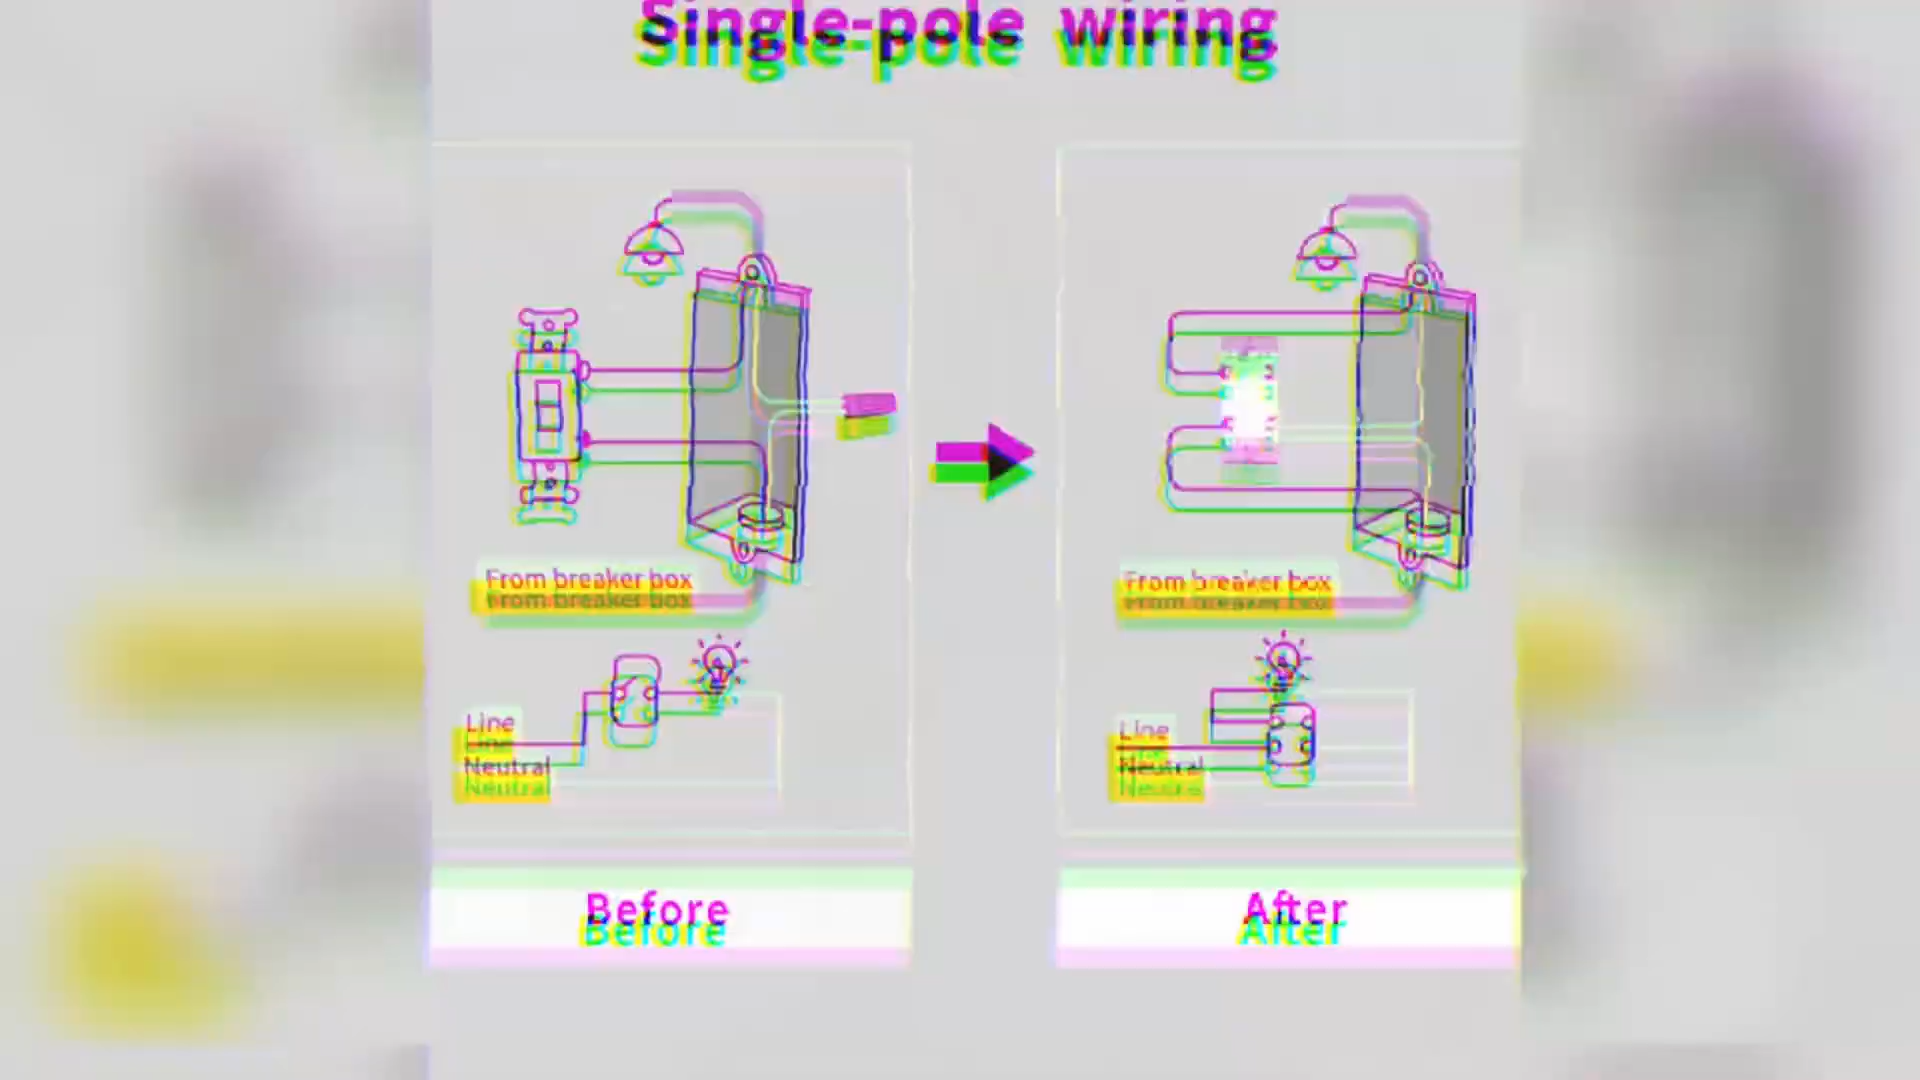 Single-pole wiring
From breaker box
From breaker box
Line
Neutral
Line
Neutral
Before
After